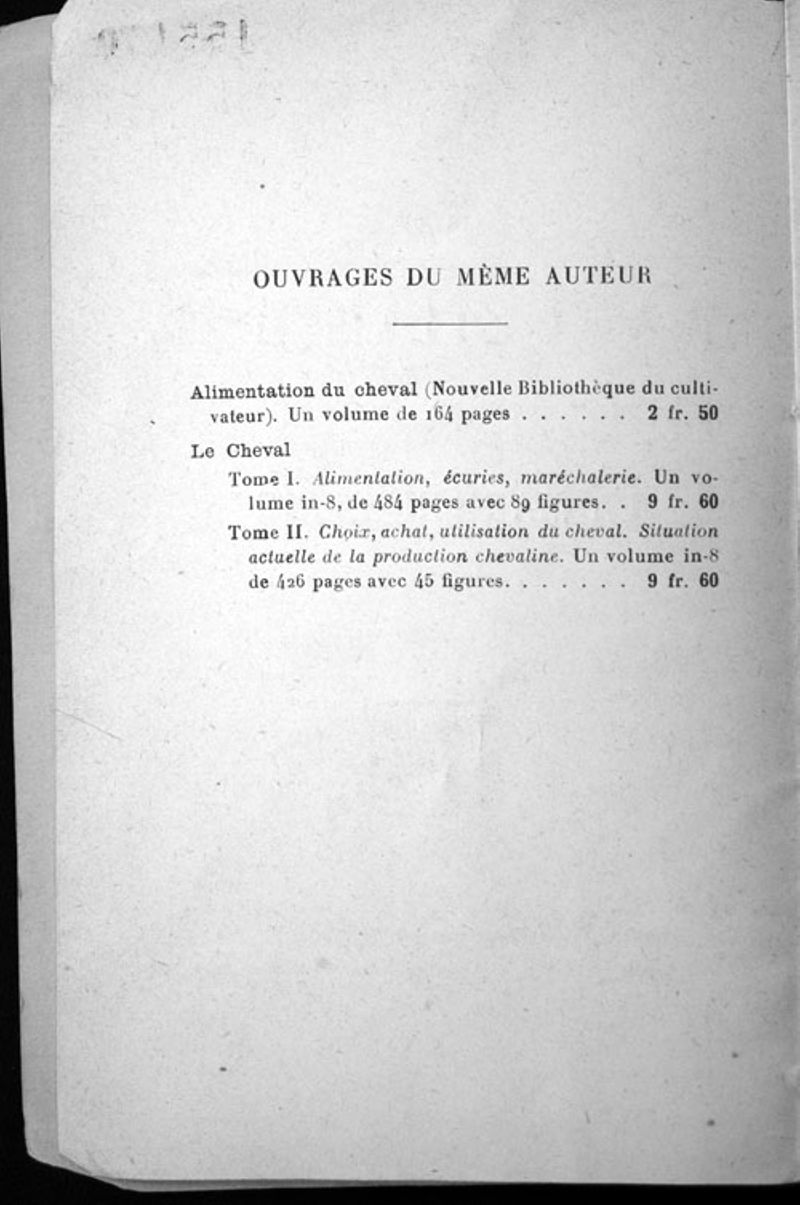 OUVRAGES DU MÊME AUTEUR
Alimentation du cheval (Nouvelle Bibliothèque du culti-
vateur). Un volume de 164 pages . . . . . . 2 fr. 50
Le Cheval
Tome I. Alimentation, écuries, maréchalerie. Un vo-
lume in-8, de 484 pages avec 89 figures. . 9 fr. 60
Tome II. Choix, achat, utilisation du cheval. Situation
actuelle de la production chevaline. Un volume in-8
de 426 pages avec 45 figures. . . . . . . 9 fr. 60